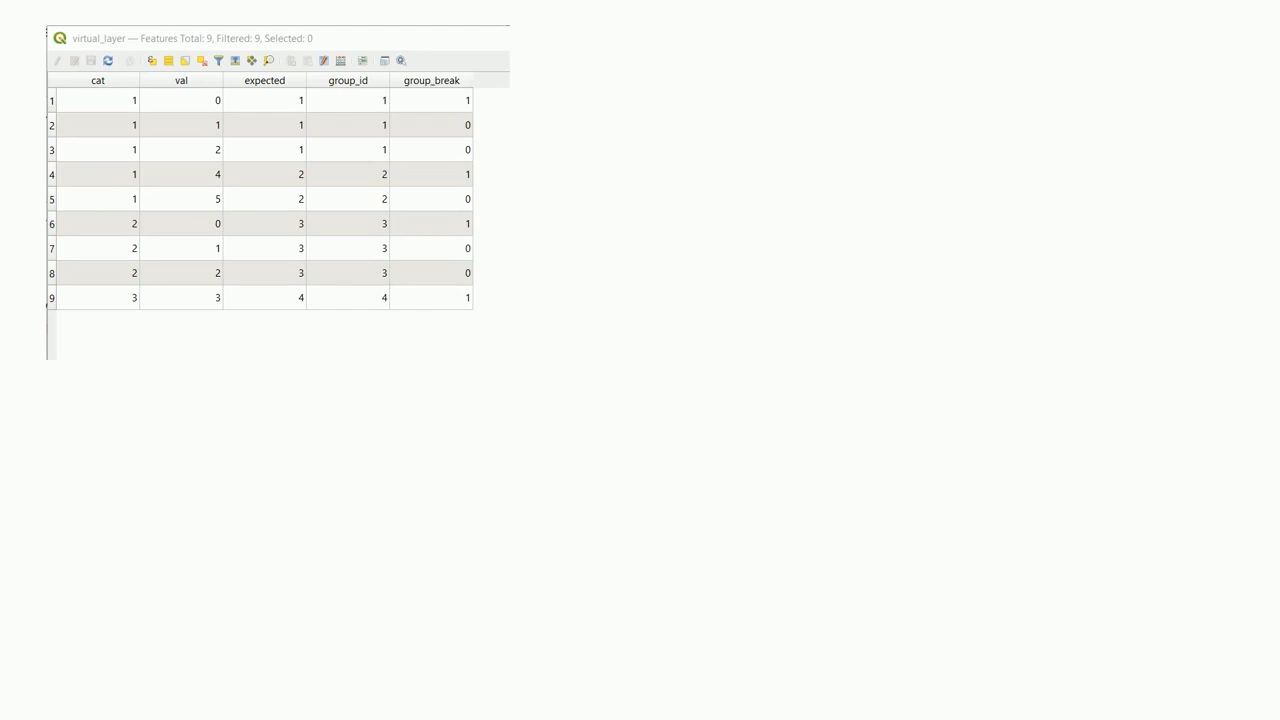 virtual_layer — Features Total: 9, Filtered: 9, Selected: 0
cat val expected group_id group_break
1 1 0 1 1 1
2 1 1 1 1 0
3 1 2 1 1 0
4 1 4 2 2 1
5 1 5 2 2 0
6 2 0 3 3 1
7 2 1 3 3 0
8 2 2 3 3 0
9 3 3 4 4 1